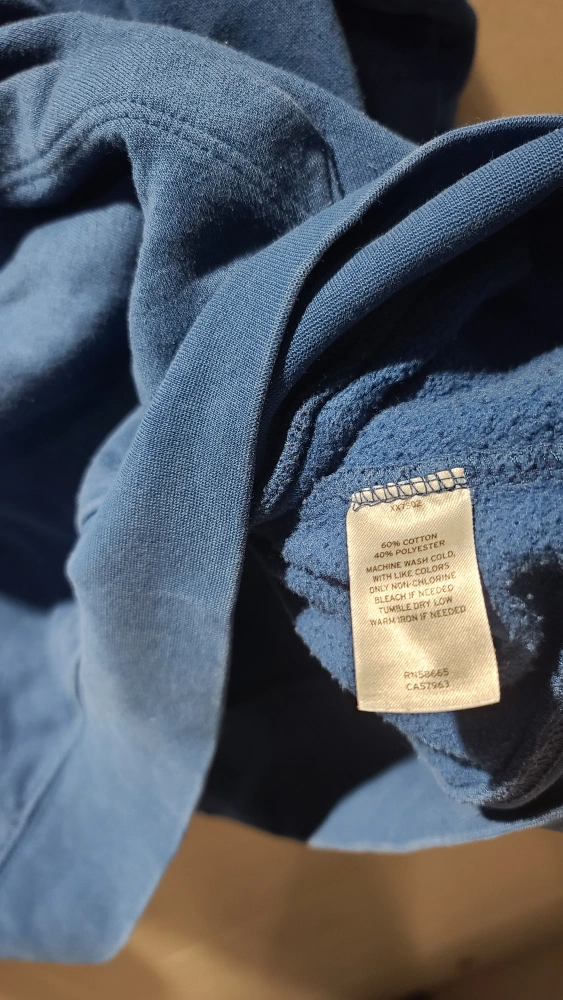 XX7502
60% COTTON
40% POLYESTER
MACHINE WASH COLD,
WITH LIKE COLORS
ONLY NON-CHLORINE
BLEACH IF NEEDED
TUMBLE DRY LOW
WARM IRON IF NEEDED
RN58665
CA57963